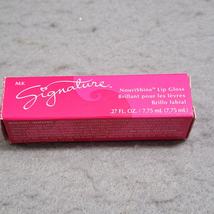 MK
Signature
NouriShine™ Lip Gloss
Brillant pour les lèvres
Brillo labial
.27 FL. OZ. / 7,75 mL (7.75 mL)